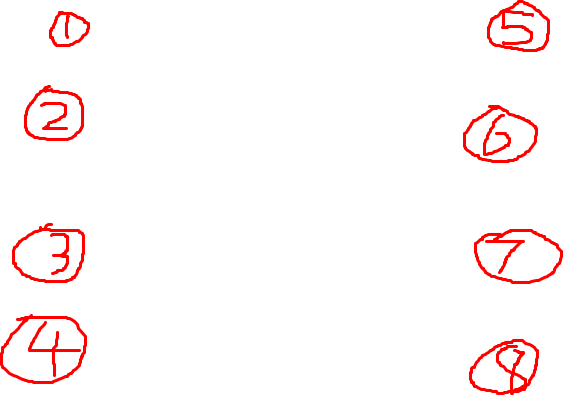 ① ⑤
② ⑥
③ ⑦
④ ⑧